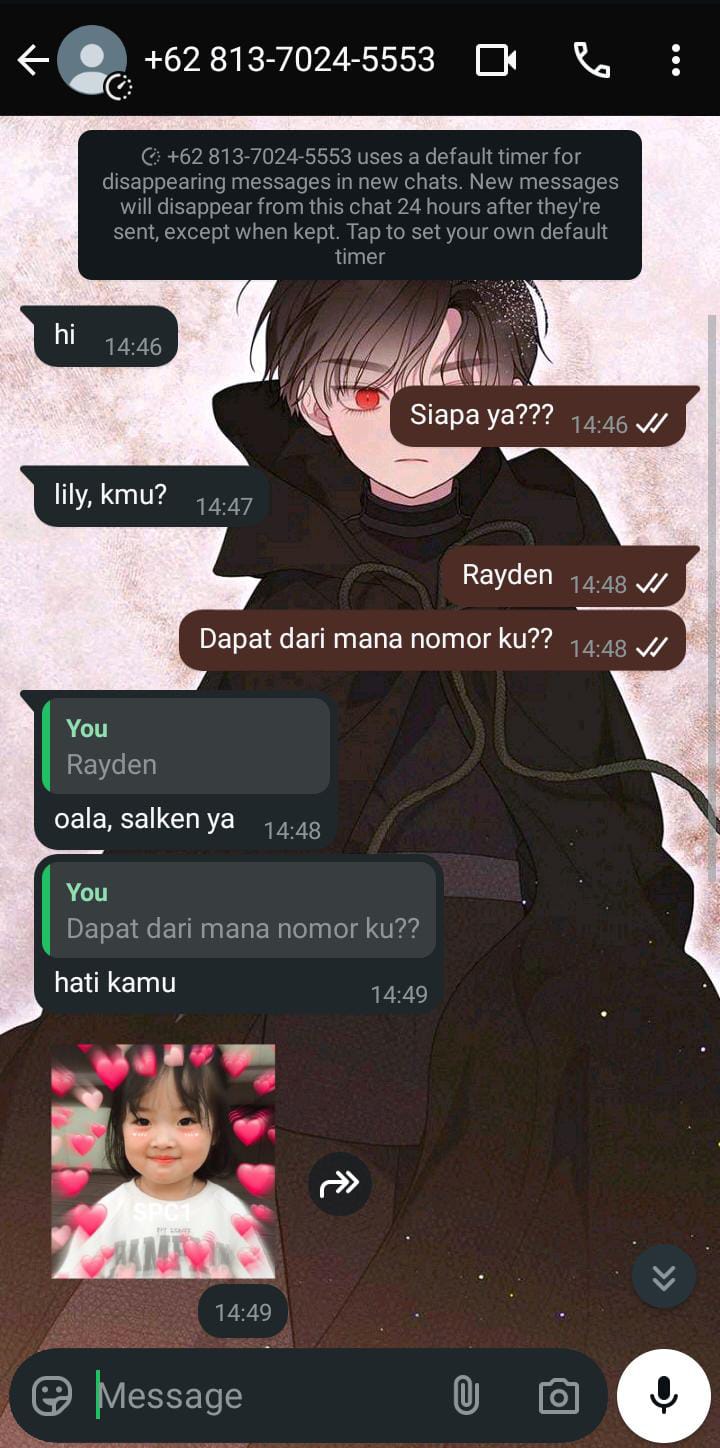 +62 813-7024-5553
+62 813-7024-5553 uses a default timer for
disappearing messages in new chats. New messages
will disappear from this chat 24 hours after they're
sent, except when kept. Tap to set your own default
timer
hi 14:46
Siapa ya??? 14:46
lily, kmu? 14:47
Rayden 14:48
Dapat dari mana nomor ku?? 14:48
You
Rayden
oala, salken ya 14:48
You
Dapat dari mana nomor ku??
hati kamu 14:49
SPC1
14:49
Message